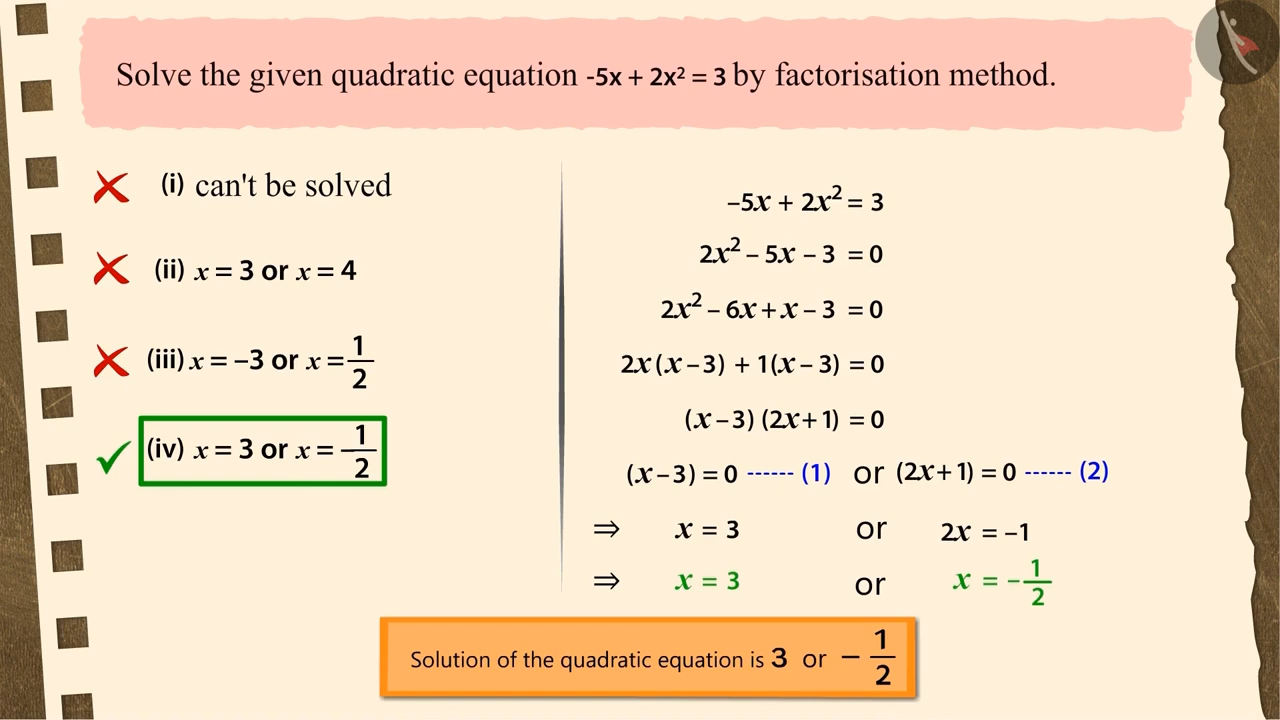 Solve the given quadratic equation -5x + 2x² = 3 by factorisation method.
(i) can't be solved
(ii) x = 3 or x = 4
(iii) x = –3 or x = 1/2
(iv) x = 3 or x = –1/2
–5x + 2x² = 3
2x² – 5x – 3 = 0
2x² – 6x + x – 3 = 0
2x(x – 3) + 1(x – 3) = 0
(x – 3) (2x + 1) = 0
(x – 3) = 0 ------ (1) or (2x + 1) = 0 ------ (2)
⇒ x = 3 or 2x = –1
⇒ x = 3 or x = –1/2
Solution of the quadratic equation is 3 or – 1/2